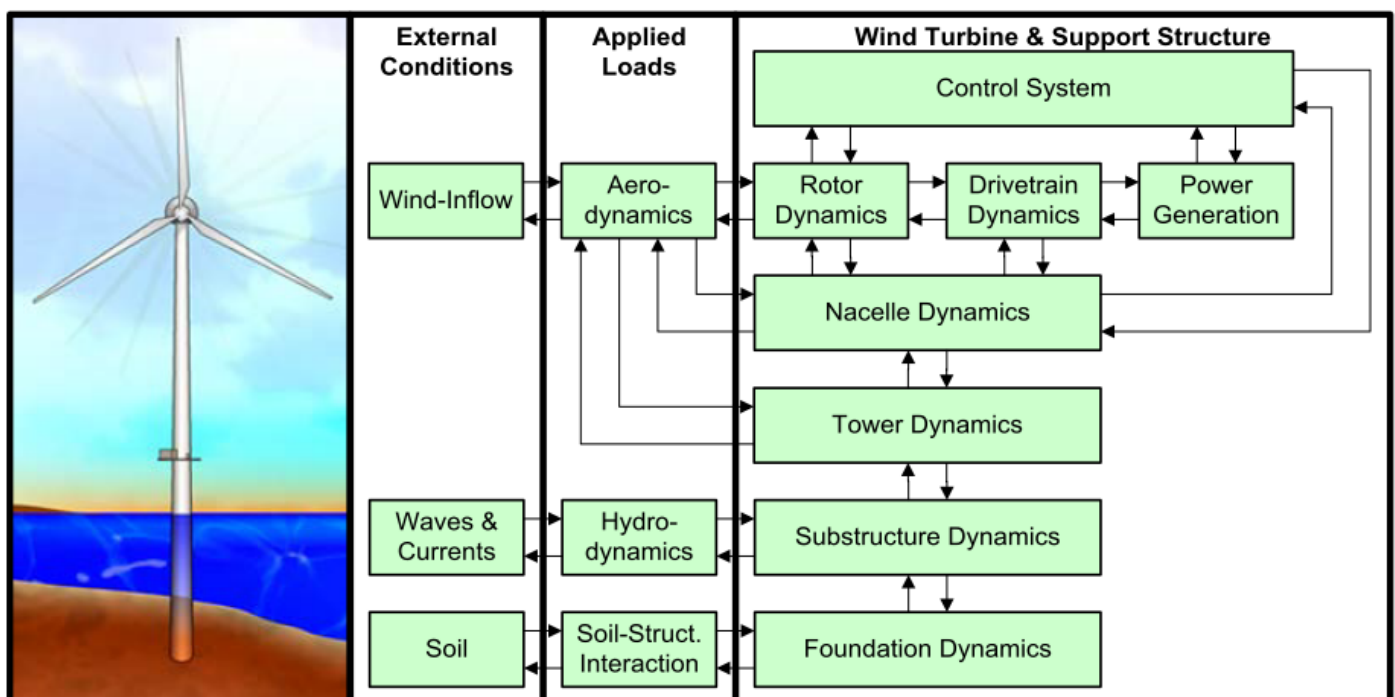 External
Conditions
Applied
Loads
Wind Turbine & Support Structure
Control System
Wind-Inflow
Aero-
dynamics
Rotor
Dynamics
Drivetrain
Dynamics
Power
Generation
Nacelle Dynamics
Tower Dynamics
Waves &
Currents
Hydro-
dynamics
Substructure Dynamics
Soil
Soil-Struct.
Interaction
Foundation Dynamics